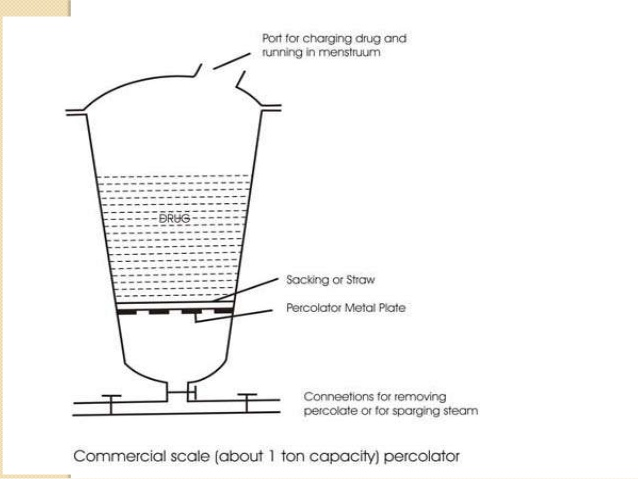 Port for charging drug and
running in menstruum
DRUG
Sacking or Straw
Percolator Metal Plate
Conneetions for removing
percolate or for sparging steam
Commercial scale (about 1 ton capacity) percolator